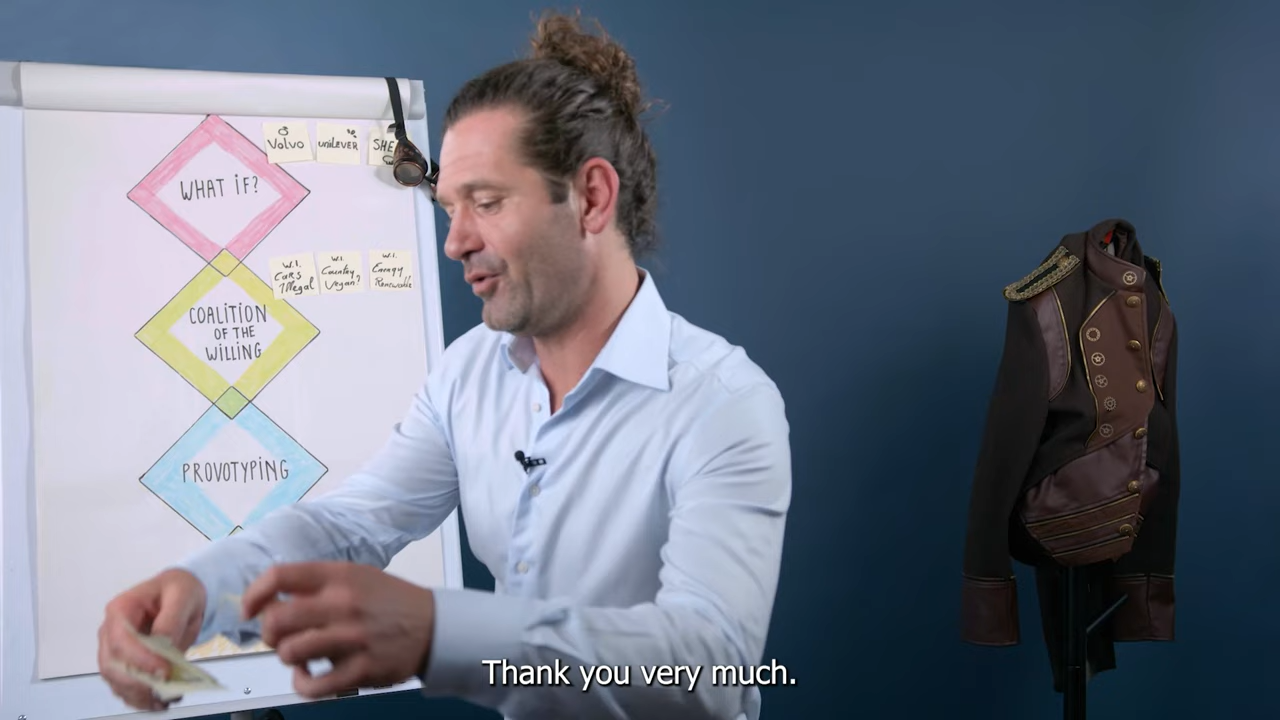 Volvo
unilever
SHE
WHAT iF?
W.I.
CARS
Illegal
W.I.
Country
Vegan?
W.I.
Energy
Renewable
COALITION
OF THE
WiLLiNG
PROVOTYPING
Thank you very much.